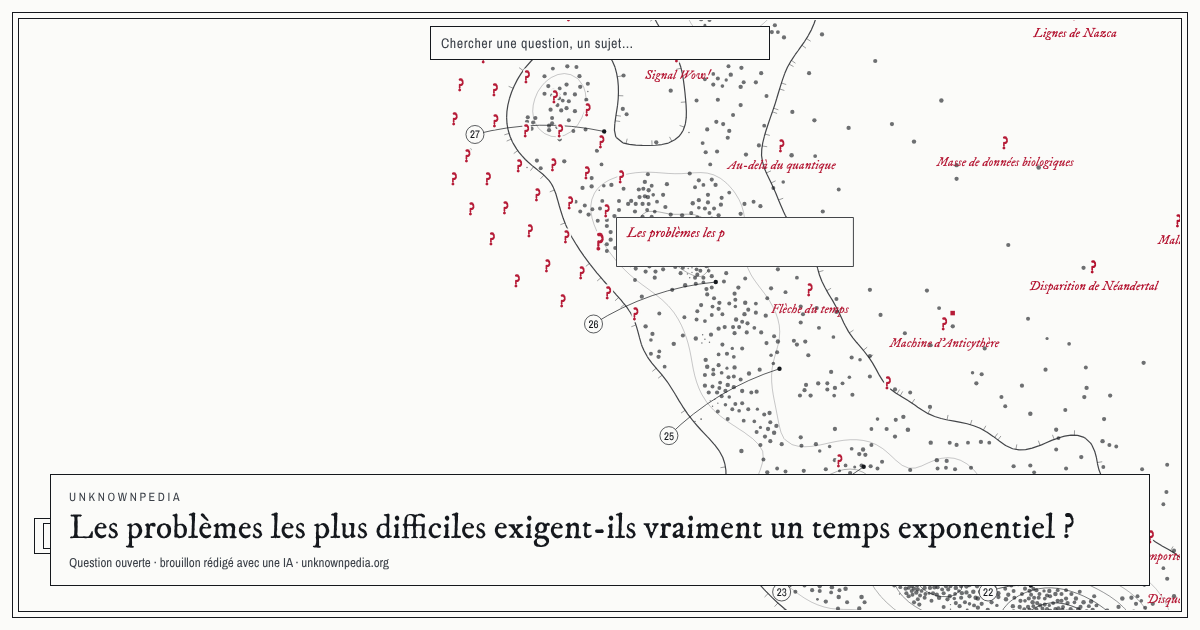 Lignes de Nazca
Chercher une question, un sujet...
Signal Wow!
27
Au-delà du quantique
Masse de données biologiques
Les problèmes les p
Disparition de Néandertal
26
Flèche du temps
Machine d'Anticythère
25
UNKNOWNPEDIA
Les problèmes les plus difficiles exigent-ils vraiment un temps exponentiel ?
Question ouverte · brouillon rédigé avec une IA · unknownpedia.org
23
22